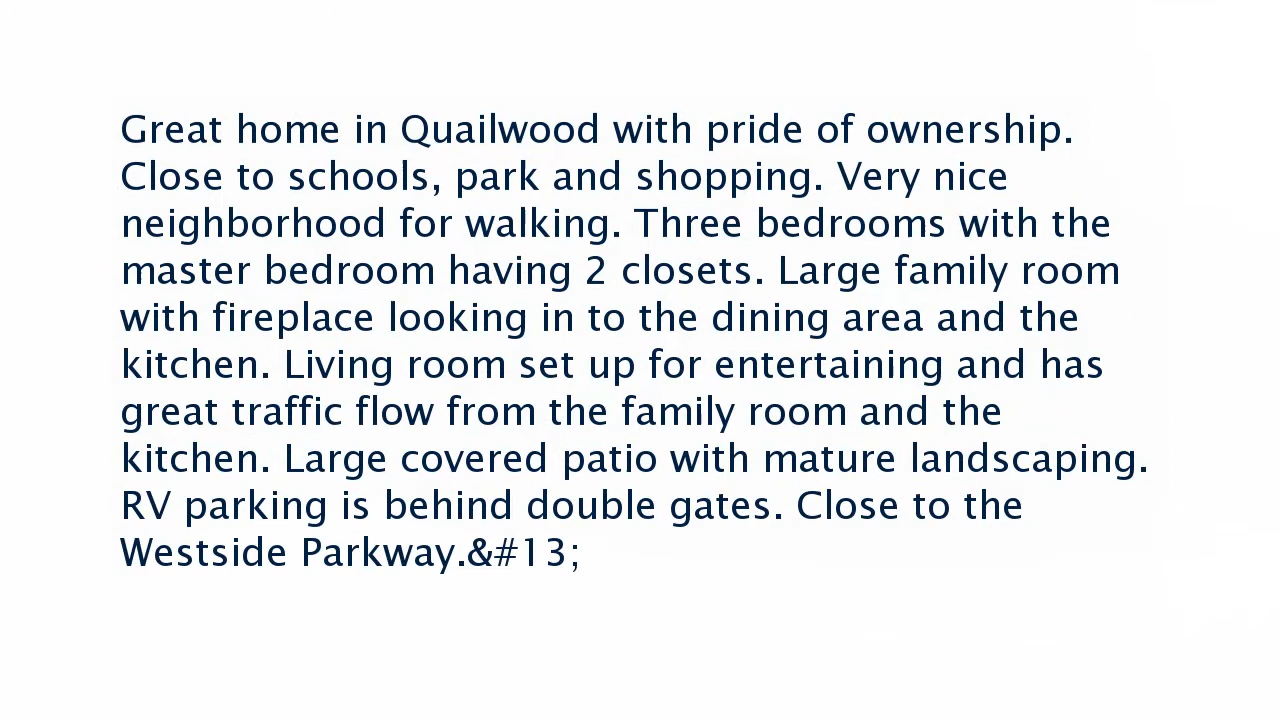 Great home in Quailwood with pride of ownership.
Close to schools, park and shopping. Very nice
neighborhood for walking. Three bedrooms with the
master bedroom having 2 closets. Large family room
with fireplace looking in to the dining area and the
kitchen. Living room set up for entertaining and has
great traffic flow from the family room and the
kitchen. Large covered patio with mature landscaping.
RV parking is behind double gates. Close to the
Westside Parkway.&#13;